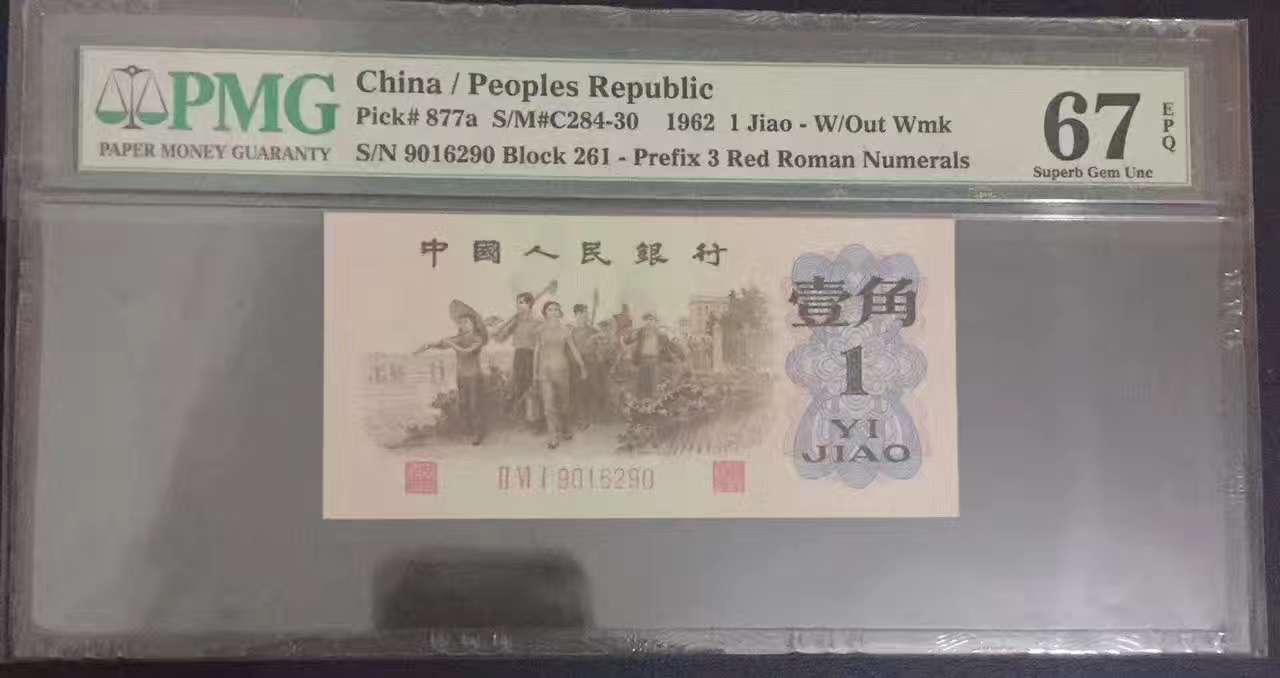 PMG
PAPER MONEY GUARANTY
China / Peoples Republic
Pick# 877a S/M#C284-30 1962 1 Jiao - W/Out Wmk
S/N 9016290 Block 261 - Prefix 3 Red Roman Numerals
67
EPQ
Superb Gem Unc
中國人民銀行
壹角
1
YI
JIAO
II VI I 9016290